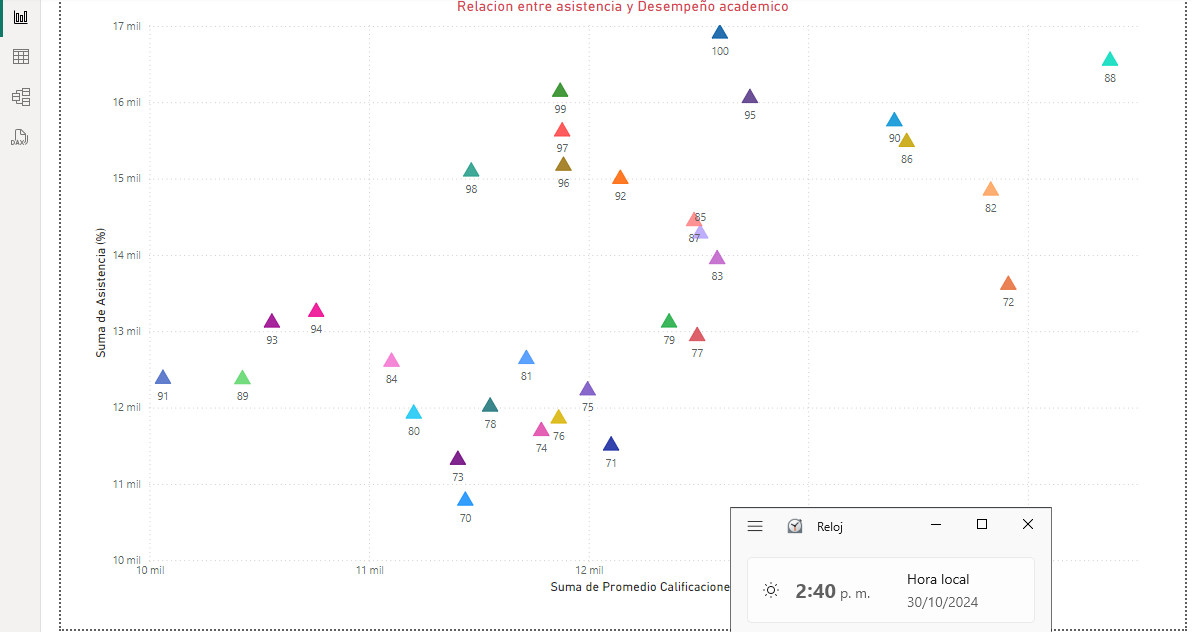 Relacion entre asistencia y Desempeño academico
17 mil
100
88
16 mil
99
95
97
90
86
96
15 mil
98
92
82
85
87
14 mil
83
72
Suma de Asistencia (%)
94
93
13 mil
79
77
84
81
91
89
75
12 mil
80
78
76
74
71
73
11 mil
70
10 mil
10 mil
11 mil
12 mil
Suma de Promedio Calificacione
DAX
Reloj
2:40 p. m.
Hora local
30/10/2024